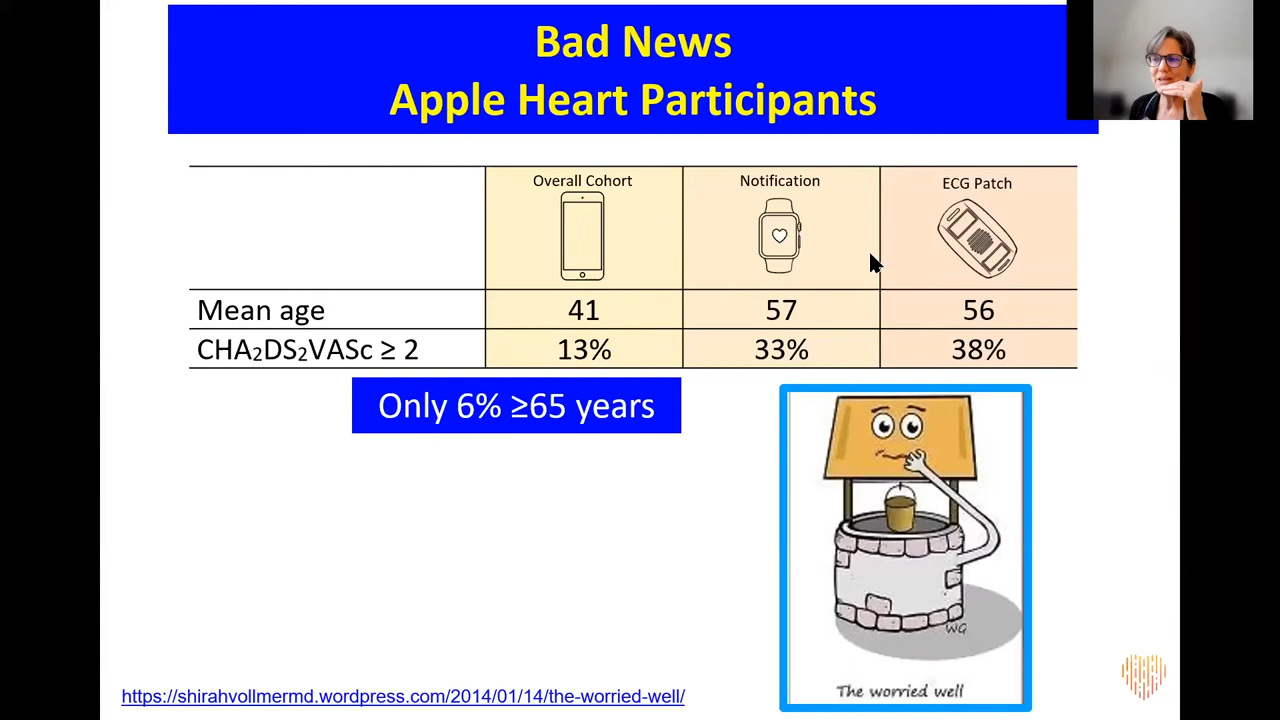 Bad News
Apple Heart Participants
Overall Cohort Notification ECG Patch
Mean age 41 57 56
CHA₂DS₂VASc ≥ 2 13% 33% 38%
Only 6% ≥65 years
WG
The worried well
https://shirahvollmermd.wordpress.com/2014/01/14/the-worried-well/